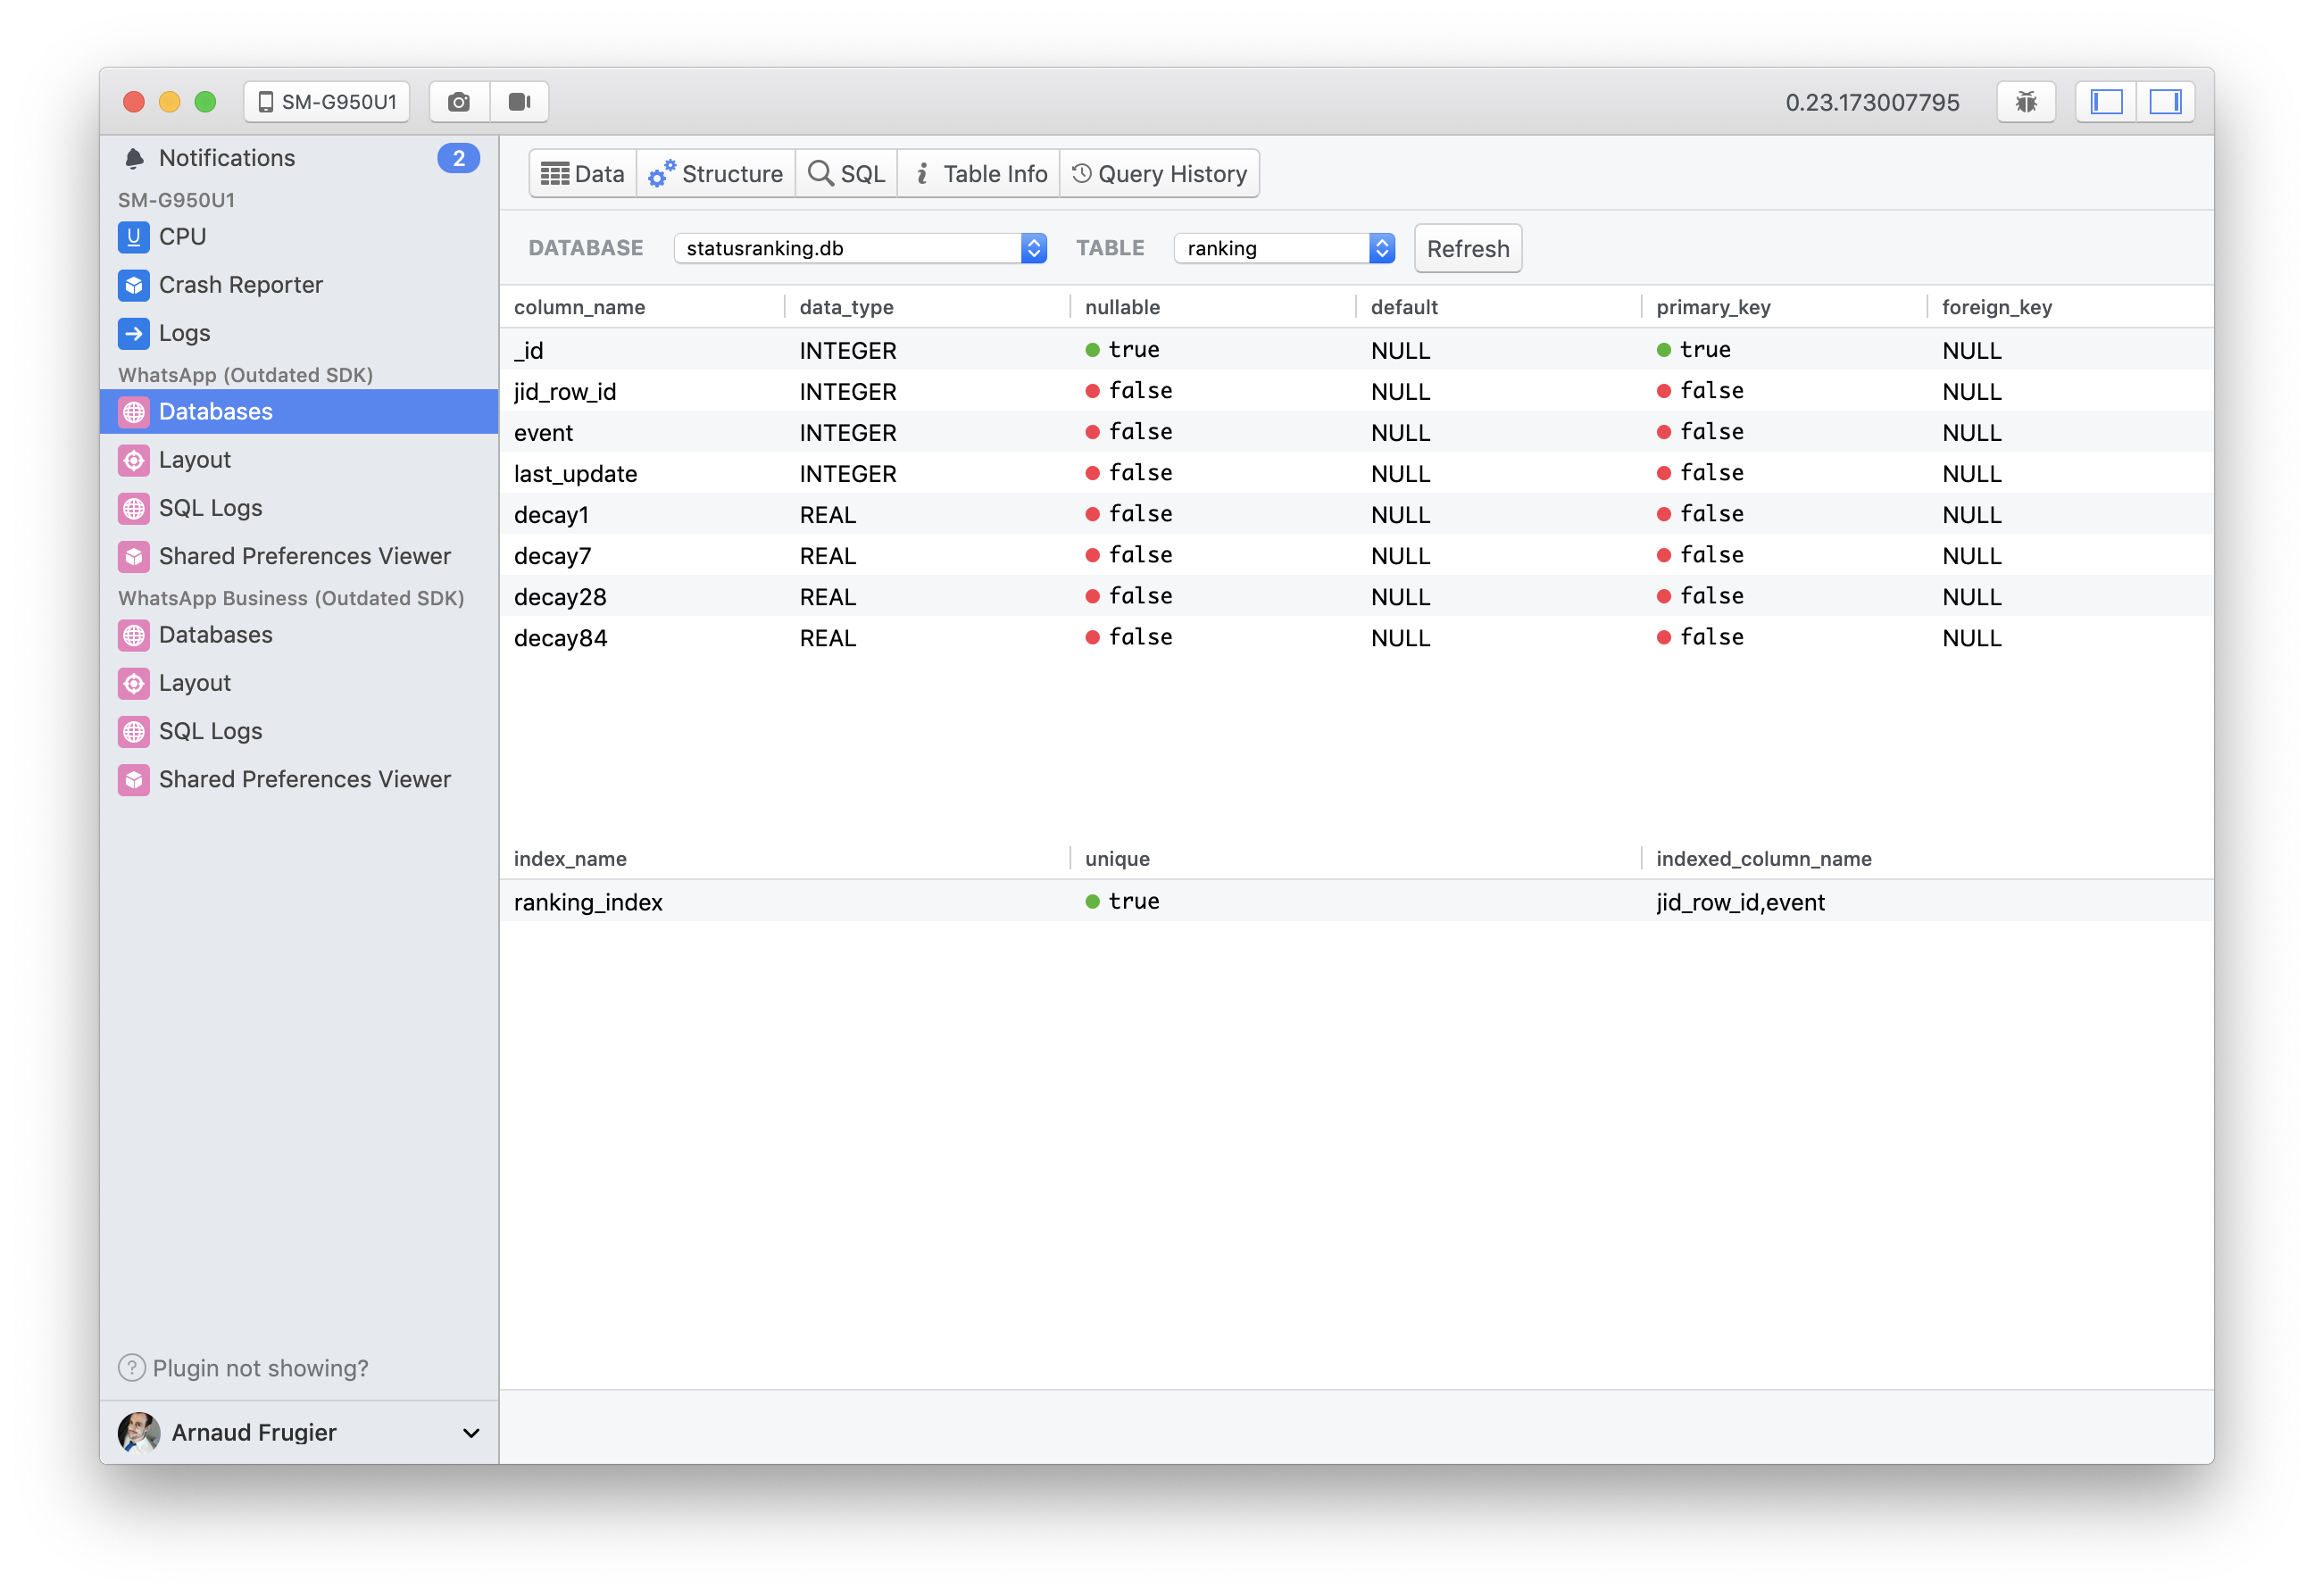 SM-G950U1
0.23.173007795
Notifications 2
SM-G950U1
CPU
Crash Reporter
Logs
WhatsApp (Outdated SDK)
Databases
Layout
SQL Logs
Shared Preferences Viewer
WhatsApp Business (Outdated SDK)
Databases
Layout
SQL Logs
Shared Preferences Viewer
? Plugin not showing?
Arnaud Frugier
Data Structure SQL Table Info Query History
DATABASE statusranking.db TABLE ranking Refresh
column_name data_type nullable default primary_key foreign_key
_id INTEGER true NULL true NULL
jid_row_id INTEGER false NULL false NULL
event INTEGER false NULL false NULL
last_update INTEGER false NULL false NULL
decay1 REAL false NULL false NULL
decay7 REAL false NULL false NULL
decay28 REAL false NULL false NULL
decay84 REAL false NULL false NULL
index_name unique indexed_column_name
ranking_index true jid_row_id,event